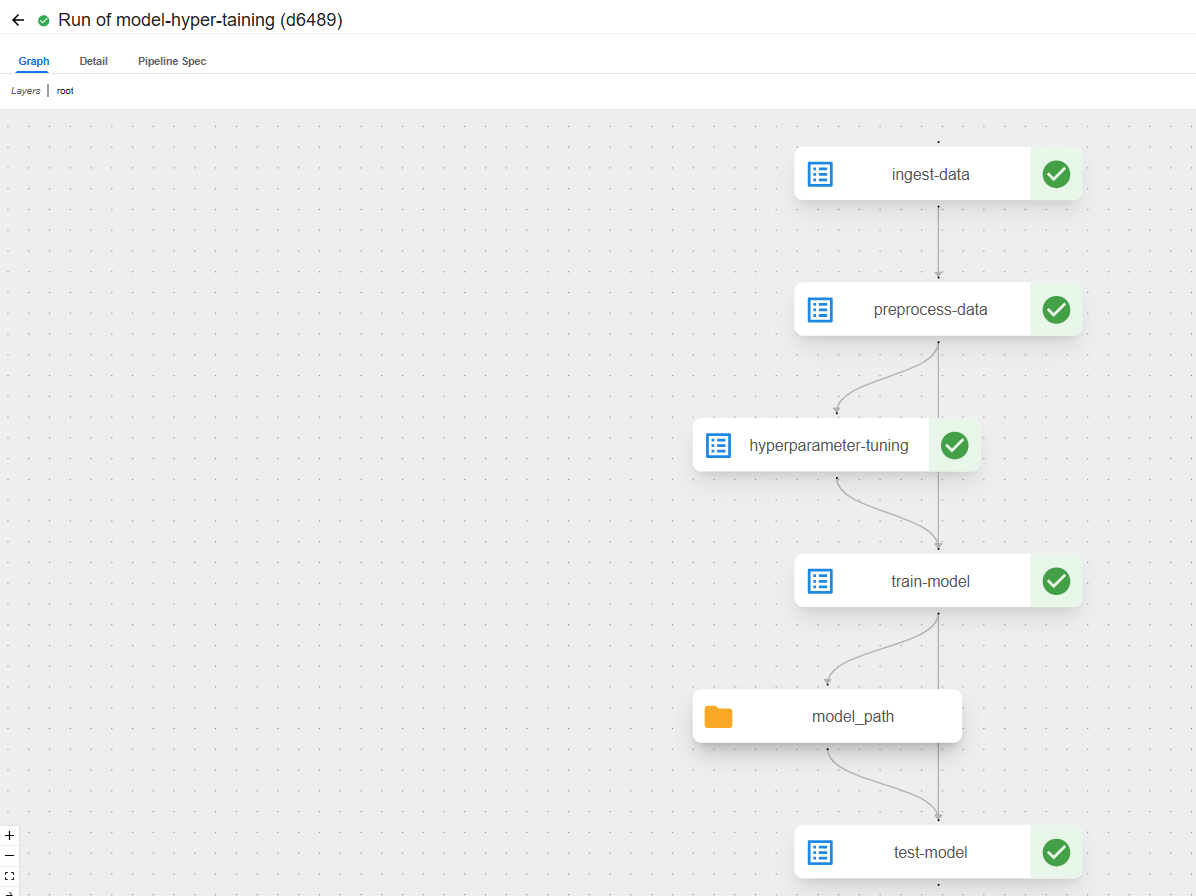 Run of model-hyper-taining (d6489)
Graph Detail Pipeline Spec
Layers root
ingest-data
preprocess-data
hyperparameter-tuning
train-model
model_path
test-model